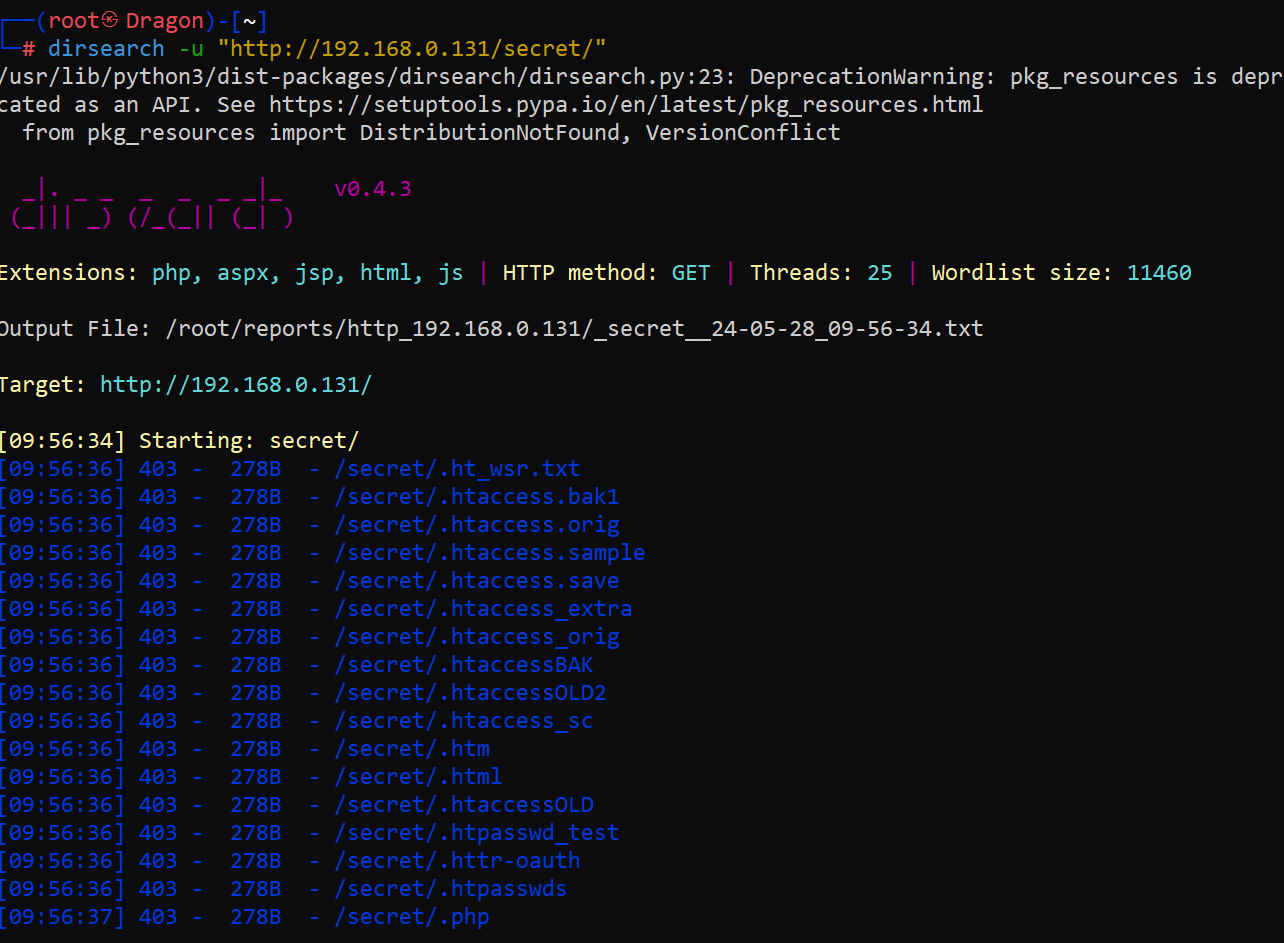 ┌──(root㉿Dragon)-[~]
└─# dirsearch -u "http://192.168.0.131/secret/"
/usr/lib/python3/dist-packages/dirsearch/dirsearch.py:23: DeprecationWarning: pkg_resources is depr
cated as an API. See https://setuptools.pypa.io/en/latest/pkg_resources.html
  from pkg_resources import DistributionNotFound, VersionConflict
  _|. _ _  _  _  _ _|_    v0.4.3
 (_||| _) (/_(_|| (_| )
Extensions: php, aspx, jsp, html, js | HTTP method: GET | Threads: 25 | Wordlist size: 11460
Output File: /root/reports/http_192.168.0.131/_secret__24-05-28_09-56-34.txt
Target: http://192.168.0.131/
[09:56:34] Starting: secret/
[09:56:36] 403 -  278B  - /secret/.ht_wsr.txt
[09:56:36] 403 -  278B  - /secret/.htaccess.bak1
[09:56:36] 403 -  278B  - /secret/.htaccess.orig
[09:56:36] 403 -  278B  - /secret/.htaccess.sample
[09:56:36] 403 -  278B  - /secret/.htaccess.save
[09:56:36] 403 -  278B  - /secret/.htaccess_extra
[09:56:36] 403 -  278B  - /secret/.htaccess_orig
[09:56:36] 403 -  278B  - /secret/.htaccessBAK
[09:56:36] 403 -  278B  - /secret/.htaccessOLD2
[09:56:36] 403 -  278B  - /secret/.htaccess_sc
[09:56:36] 403 -  278B  - /secret/.htm
[09:56:36] 403 -  278B  - /secret/.html
[09:56:36] 403 -  278B  - /secret/.htaccessOLD
[09:56:36] 403 -  278B  - /secret/.htpasswd_test
[09:56:36] 403 -  278B  - /secret/.httr-oauth
[09:56:36] 403 -  278B  - /secret/.htpasswds
[09:56:37] 403 -  278B  - /secret/.php